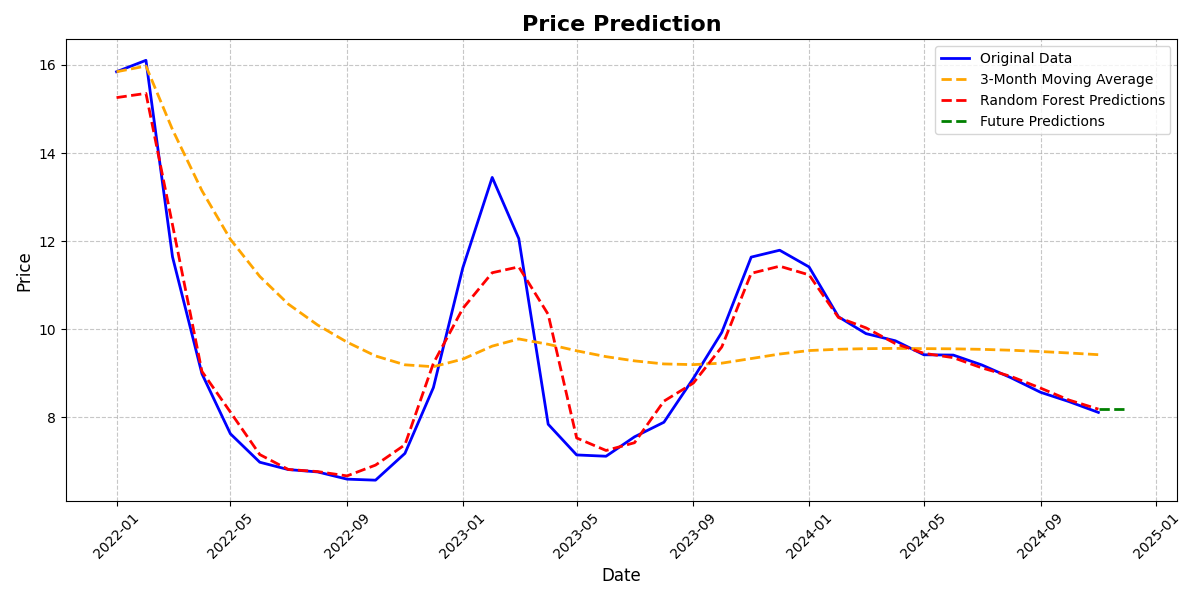 Price Prediction
Original Data
3-Month Moving Average
Random Forest Predictions
Future Predictions
Price
16
14
12
10
8
2022-01
2022-05
2022-09
2023-01
2023-05
2023-09
2024-01
2024-05
2024-09
2025-01
Date